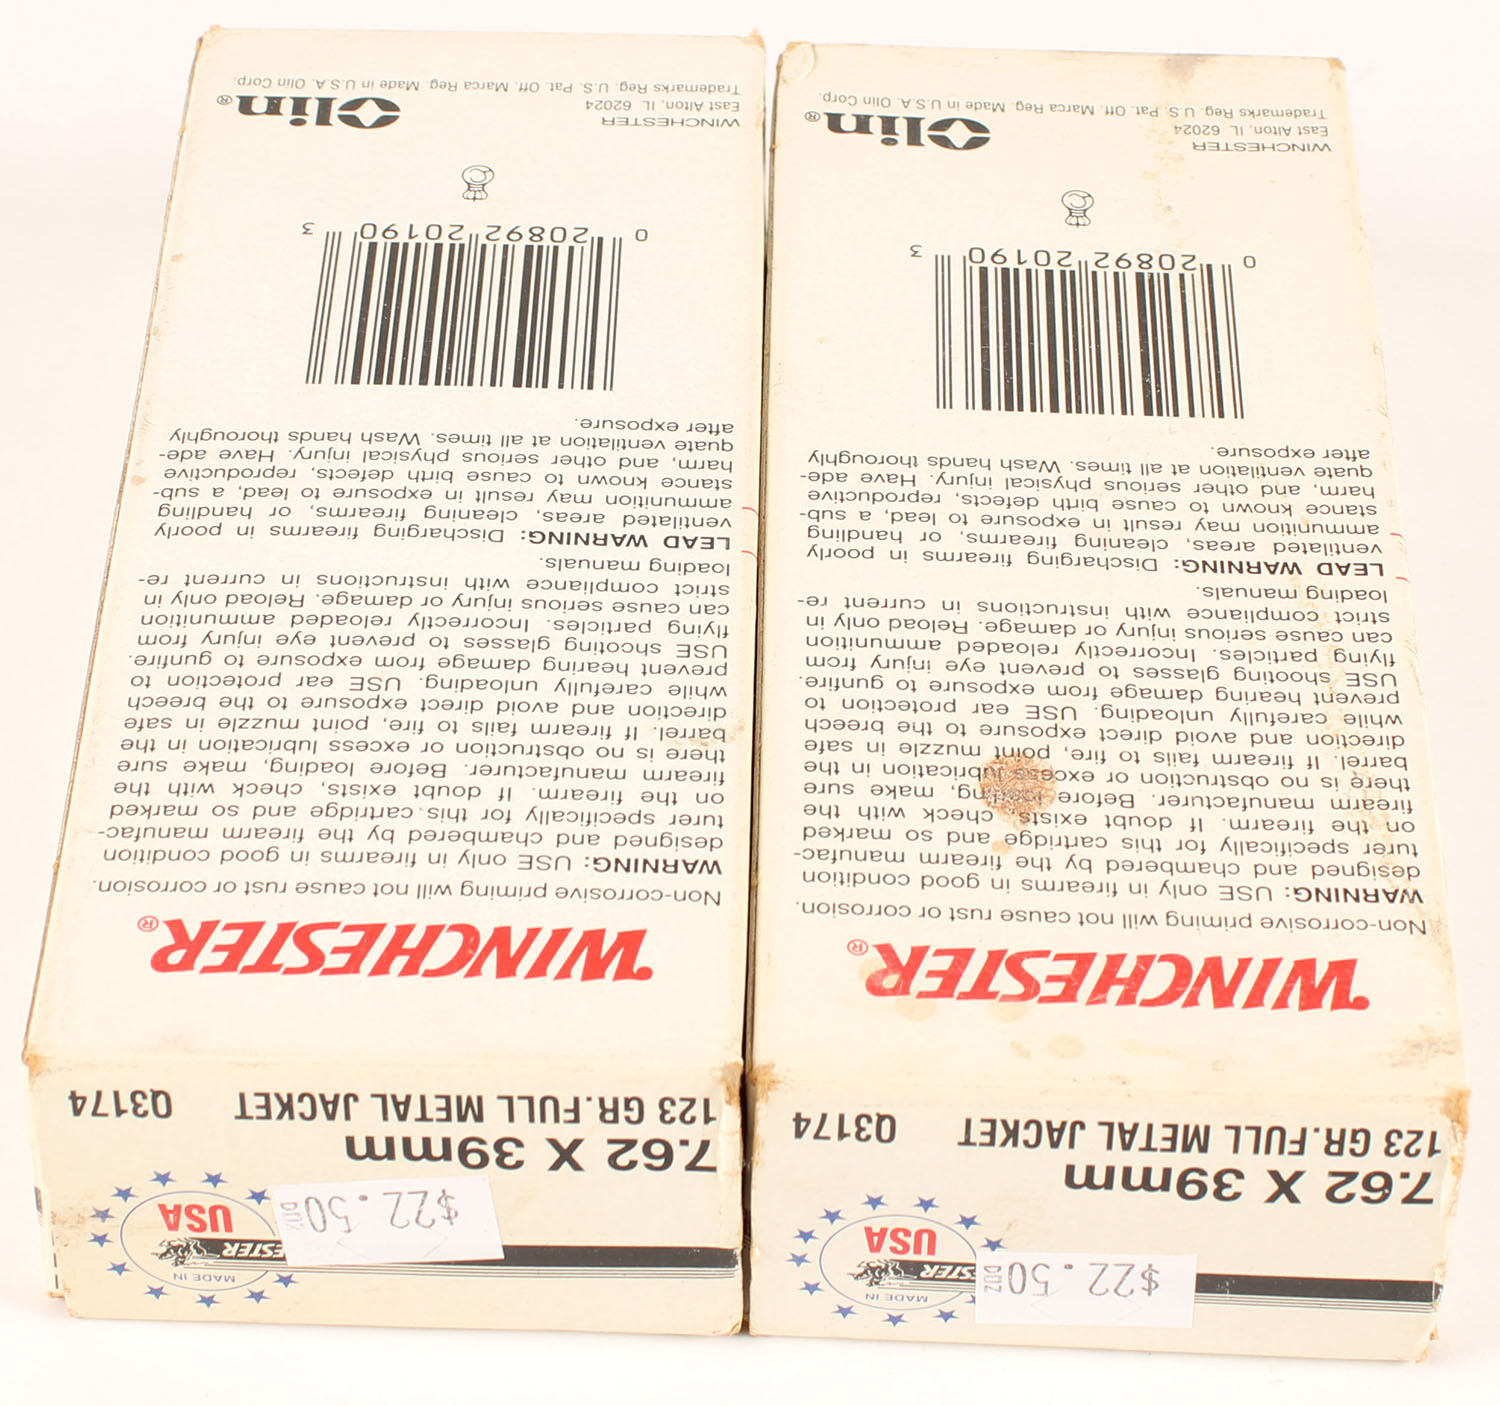 7.62 X 39mm
123 GR. FULL METAL JACKET Q3174
MADE IN
USA
$22.50
DDZ
WINCHESTER®
Non-corrosive priming will not cause rust or corrosion.
WARNING: USE only in firearms in good condition
designed and chambered by the firearm manufac-
turer specifically for this cartridge and so marked
on the firearm. If doubt exists, check with the
firearm manufacturer. Before loading, make sure
there is no obstruction or excess lubrication in the
barrel. If firearm fails to fire, point muzzle in safe
direction and avoid direct exposure to the breech
while carefully unloading. USE ear protection to
prevent hearing damage from exposure to gunfire.
USE shooting glasses to prevent eye injury from
flying particles. Incorrectly reloaded ammunition
can cause serious injury or damage. Reload only in
strict compliance with instructions in current re-
loading manuals.
LEAD WARNING: Discharging firearms in poorly
ventilated areas, cleaning firearms, or handling
ammunition may result in exposure to lead, a sub-
stance known to cause birth defects, reproductive
harm, and other serious physical injury. Have ade-
quate ventilation at all times. Wash hands thoroughly
after exposure.
0 20892 20190 3
WINCHESTER
East Alton, IL 62024
Trademarks Reg. U.S. Pat. Off. Marca Reg. Made in U.S.A. Olin Corp.
Olin®
7.62 X 39mm
123 GR. FULL METAL JACKET Q3174
MADE IN
USA
$22.50
DDZ
WINCHESTER®
Non-corrosive priming will not cause rust or corrosion.
WARNING: USE only in firearms in good condition
designed and chambered by the firearm manufac-
turer specifically for this cartridge and so marked
on the firearm. If doubt exists, check with the
firearm manufacturer. Before loading, make sure
there is no obstruction or excess lubrication in the
barrel. If firearm fails to fire, point muzzle in safe
direction and avoid direct exposure to the breech
while carefully unloading. USE ear protection to
prevent hearing damage from exposure to gunfire.
USE shooting glasses to prevent eye injury from
flying particles. Incorrectly reloaded ammunition
can cause serious injury or damage. Reload only in
strict compliance with instructions in current re-
loading manuals.
LEAD WARNING: Discharging firearms in poorly
ventilated areas, cleaning firearms, or handling
ammunition may result in exposure to lead, a sub-
stance known to cause birth defects, reproductive
harm, and other serious physical injury. Have ade-
quate ventilation at all times. Wash hands thoroughly
after exposure.
0 20892 20190 3
WINCHESTER
East Alton, IL 62024
Trademarks Reg. U.S. Pat. Off. Marca Reg. Made in U.S.A. Olin Corp.
Olin®